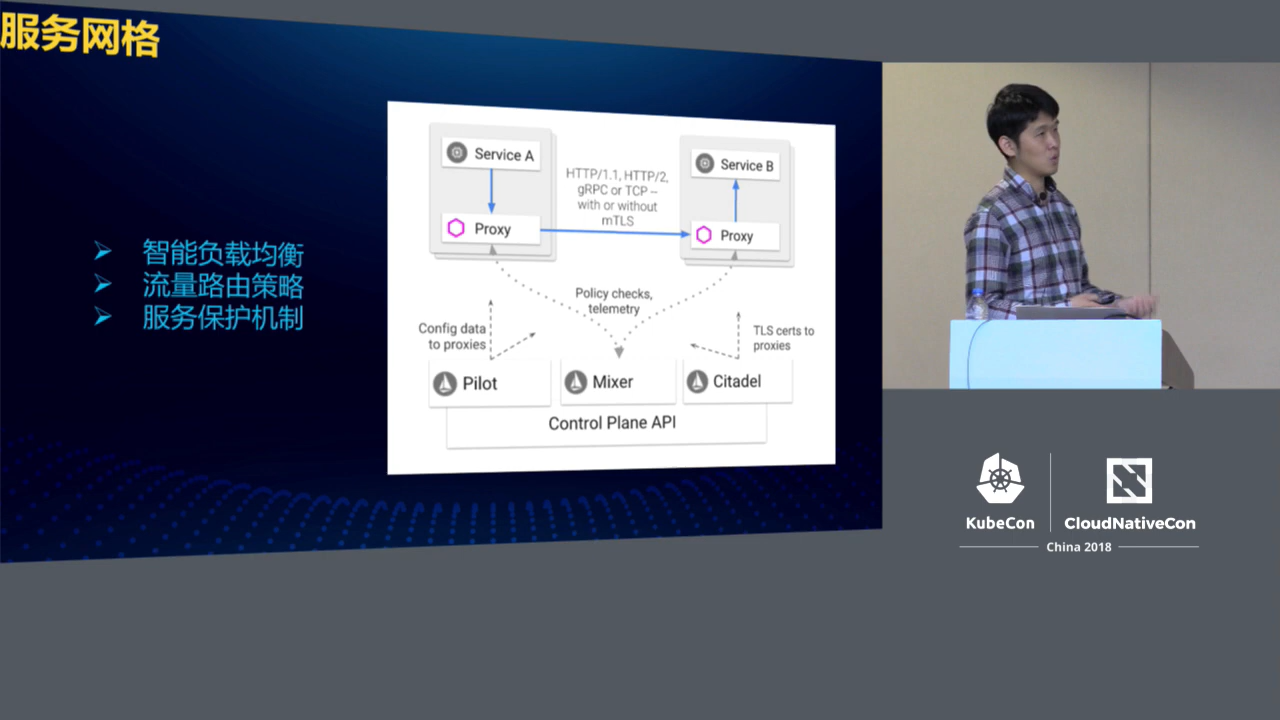 服务网格
智能负载均衡
流量路由策略
服务保护机制
Service A
Proxy
HTTP/1.1, HTTP/2,
gRPC or TCP --
with or without
mTLS
Service B
Proxy
Policy checks,
telemetry
Config data
to proxies
TLS certs to
proxies
Pilot
Mixer
Citadel
Control Plane API
KubeCon
CloudNativeCon
China 2018